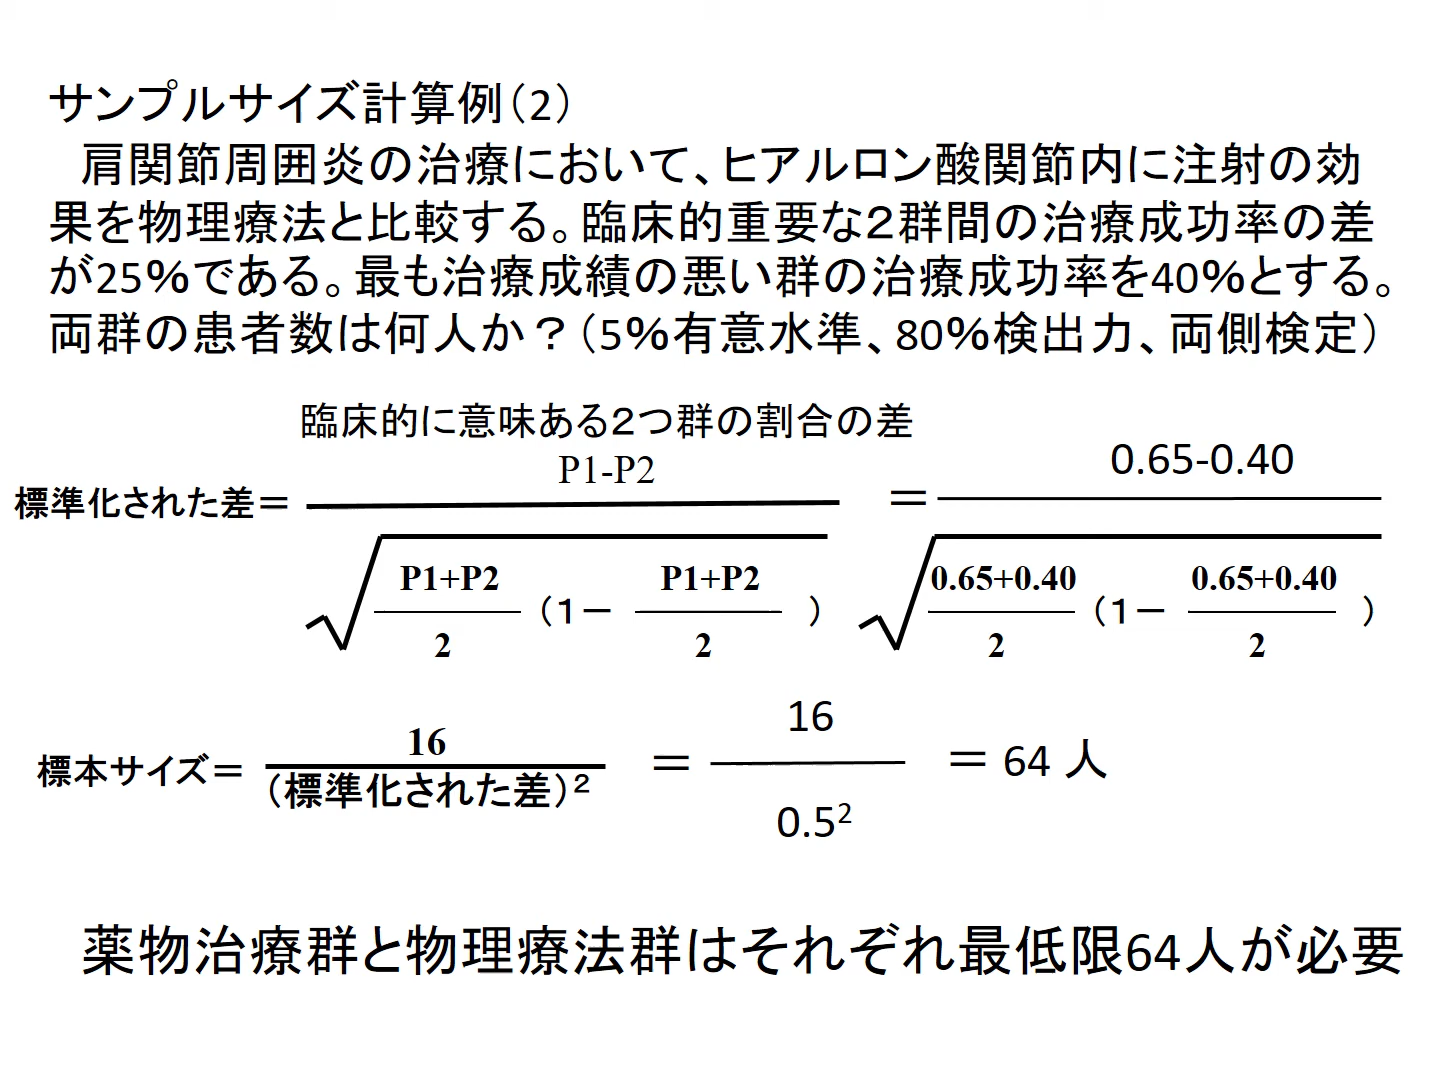 サンプルサイズ計算例（2）
肩関節周囲炎の治療において、ヒアルロン酸関節内に注射の効
果を物理療法と比較する。臨床的重要な２群間の治療成功率の差
が25％である。最も治療成績の悪い群の治療成功率を40％とする。
両群の患者数は何人か？（5％有意水準、80％検出力、両側検定）
臨床的に意味ある２つ群の割合の差
標準化された差＝
P1-P2
P1+P2
2
（１－
P1+P2
2
）
＝
0.65-0.40
0.65+0.40
2
（１－
0.65+0.40
2
）
標本サイズ＝
16
（標準化された差）²
＝
16
0.5²
＝ 64 人
薬物治療群と物理療法群はそれぞれ最低限64人が必要